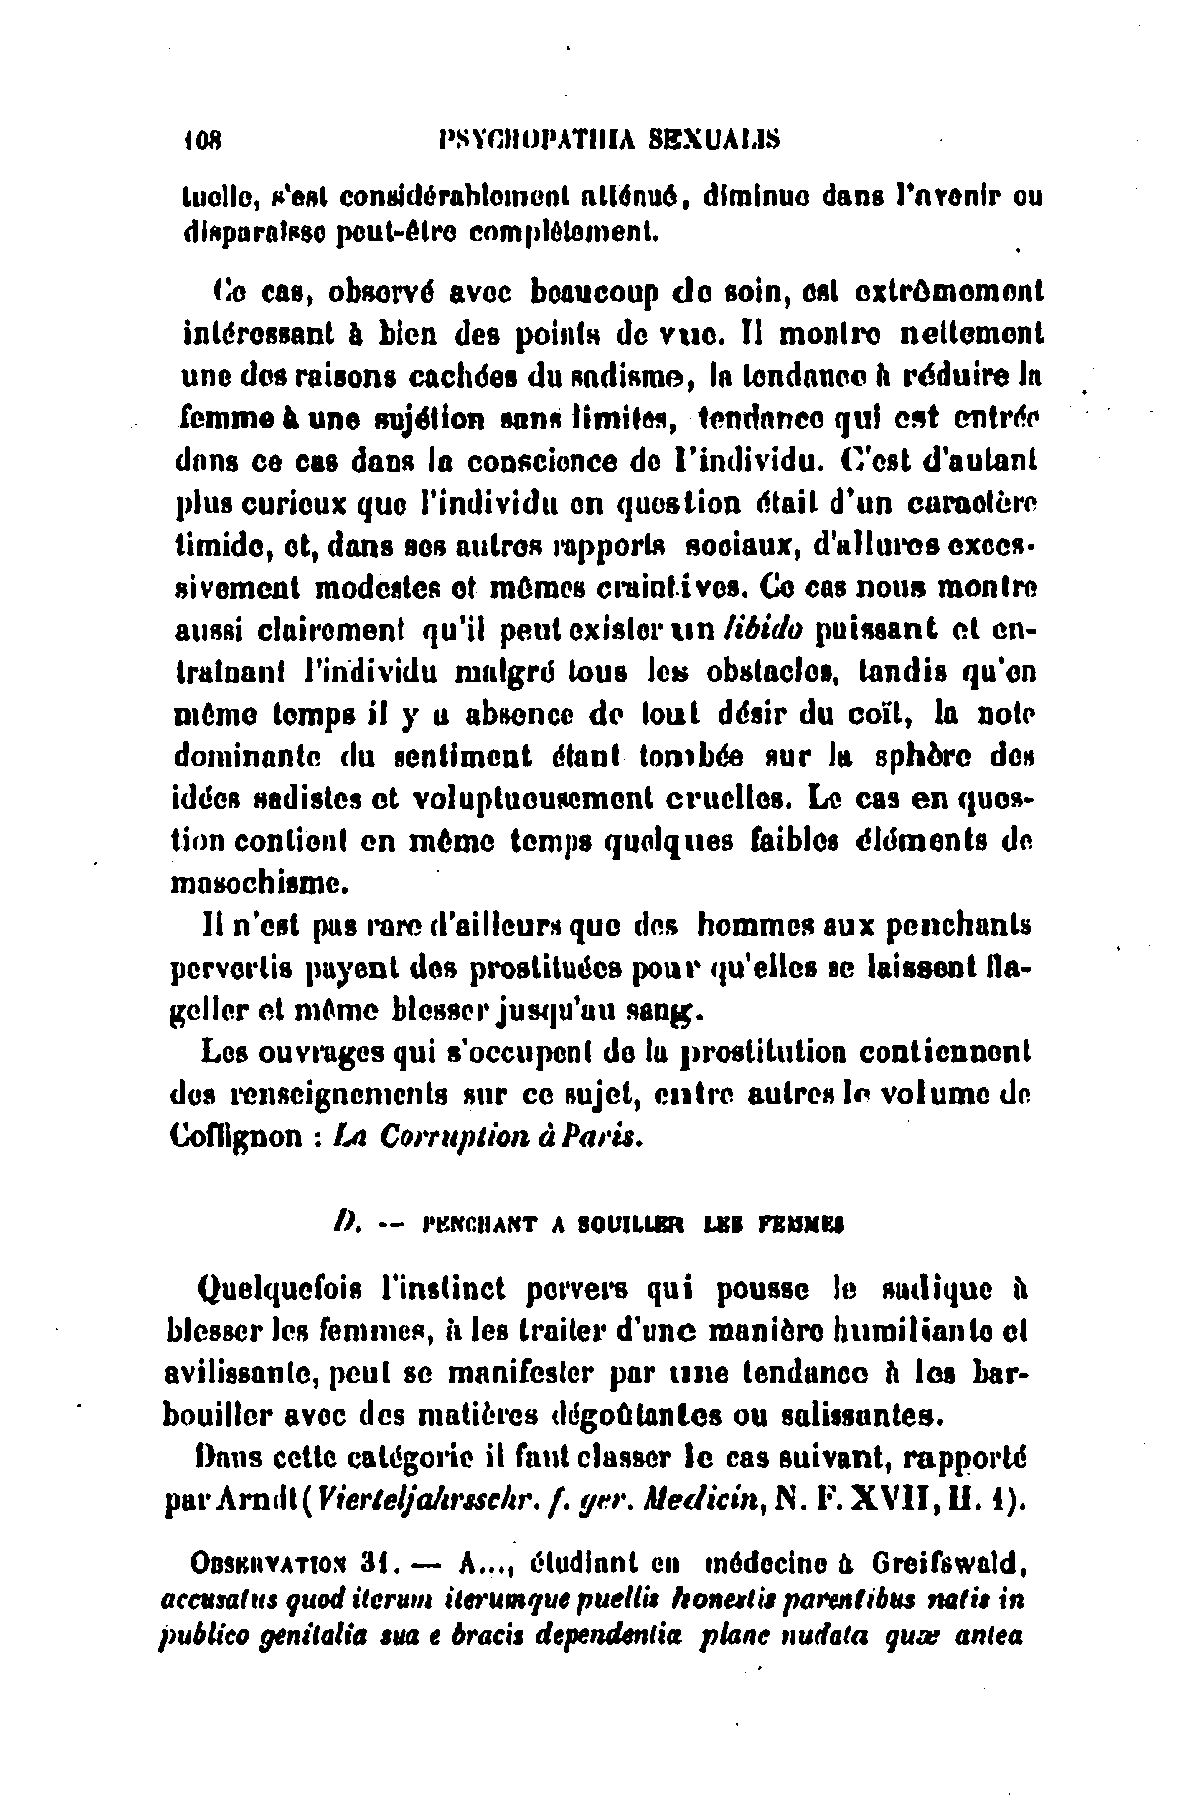 108 PSYCHOPATHIA SEXUALIS
tuelle, s'est considérablement atténué, diminue dans l'avenir ou
disparaisse peut-être complètement.
Ce cas, observé avec beaucoup de soin, est extrêmement
intéressant à bien des points de vue. Il montre nettement
une des raisons cachées du sadisme, la tendance à réduire la
femme à une sujétion sans limites, tendance qui est entrée
dans ce cas dans la conscience de l'individu. C'est d'autant
plus curieux que l'individu en question était d'un caractère
timide, et, dans ses autres rapports sociaux, d'allures exces-
sivement modestes et mêmes craintives. Ce cas nous montre
aussi clairement qu'il peut exister un libido puissant et en-
traînant l'individu malgré tous les obstacles, tandis qu'en
même temps il y a absence de tout désir du coït, la note
dominante du sentiment étant tombée sur la sphère des
idées sadistes et voluptueusement cruelles. Le cas en ques-
tion contient en même temps quelques faibles éléments de
masochisme.
Il n'est pas rare d'ailleurs que des hommes aux penchants
pervertis payent des prostituées pour qu'elles se laissent fla-
geller et même blesser jusqu'au sang.
Les ouvrages qui s'occupent de la prostitution contiennent
des renseignements sur ce sujet, entre autres le volume de
Coffignon : La Corruption à Paris.
D. — PENCHANT A SOUILLER LES FEMMES
Quelquefois l'instinct pervers qui pousse le sadique à
blesser les femmes, à les traiter d'une manière humiliante et
avilissante, peut se manifester par une tendance à les bar-
bouiller avec des matières dégoûtantes ou salissantes.
Dans cette catégorie il faut classer le cas suivant, rapporté
par Arndt (Vierteljahrsschr. f. ger. Medicin, N. F. XVII, H. 1).
OBSERVATION 31. — A..., étudiant en médecine à Greifswald,
accusatus quod iterum iterumque puellis honestis parentibus natis in
publico genitalia sua e bracis dependentia plane nudata quæ antea